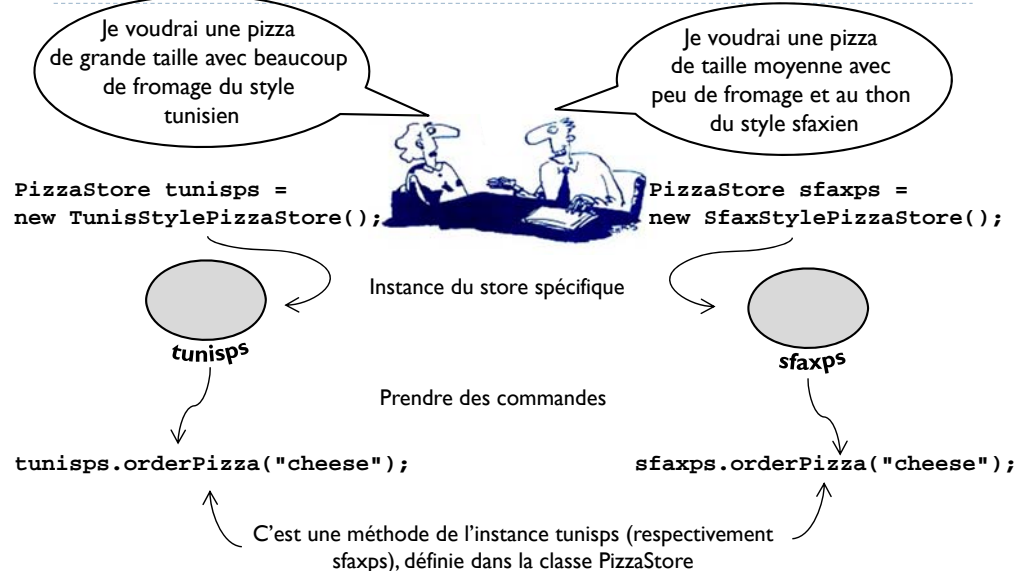 Je voudrai une pizza
de grande taille avec beaucoup
de fromage du style
tunisien
Je voudrai une pizza
de taille moyenne avec
peu de fromage et au thon
du style sfaxien
PizzaStore tunisps =
new TunisStylePizzaStore();
PizzaStore sfaxps =
new SfaxStylePizzaStore();
Instance du store spécifique
tunisps
sfaxps
Prendre des commandes
tunisps.orderPizza("cheese");
sfaxps.orderPizza("cheese");
C'est une méthode de l'instance tunisps (respectivement
sfaxps), définie dans la classe PizzaStore